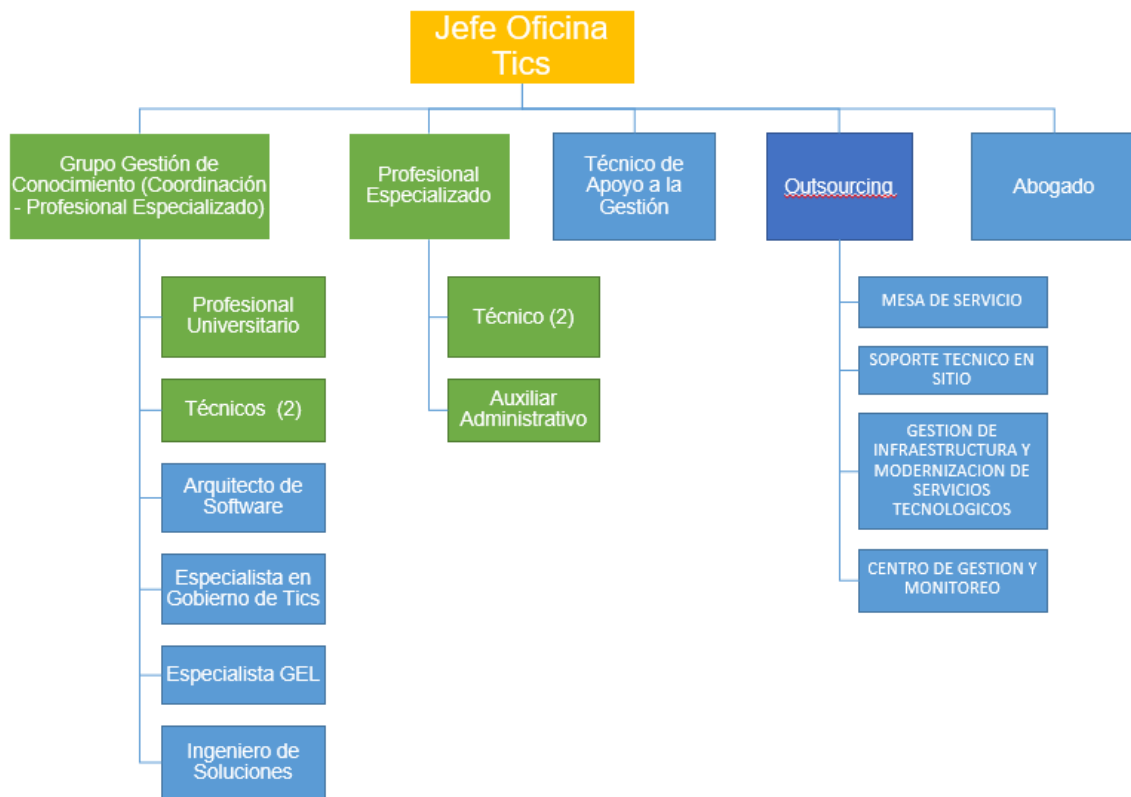 Jefe Oficina
Tics
Grupo Gestión de
Conocimiento (Coordinación
- Profesional Especializado)
Profesional
Especializado
Técnico de
Apoyo a la
Gestión
Outsourcing
Abogado
Profesional
Universitario
Técnicos (2)
Arquitecto de
Software
Especialista en
Gobierno de Tics
Especialista GEL
Ingeniero de
Soluciones
Técnico (2)
Auxiliar
Administrativo
MESA DE SERVICIO
SOPORTE TECNICO EN
SITIO
GESTION DE
INFRAESTRUCTURA Y
MODERNIZACION DE
SERVICIOS
TECNOLOGICOS
CENTRO DE GESTION Y
MONITOREO